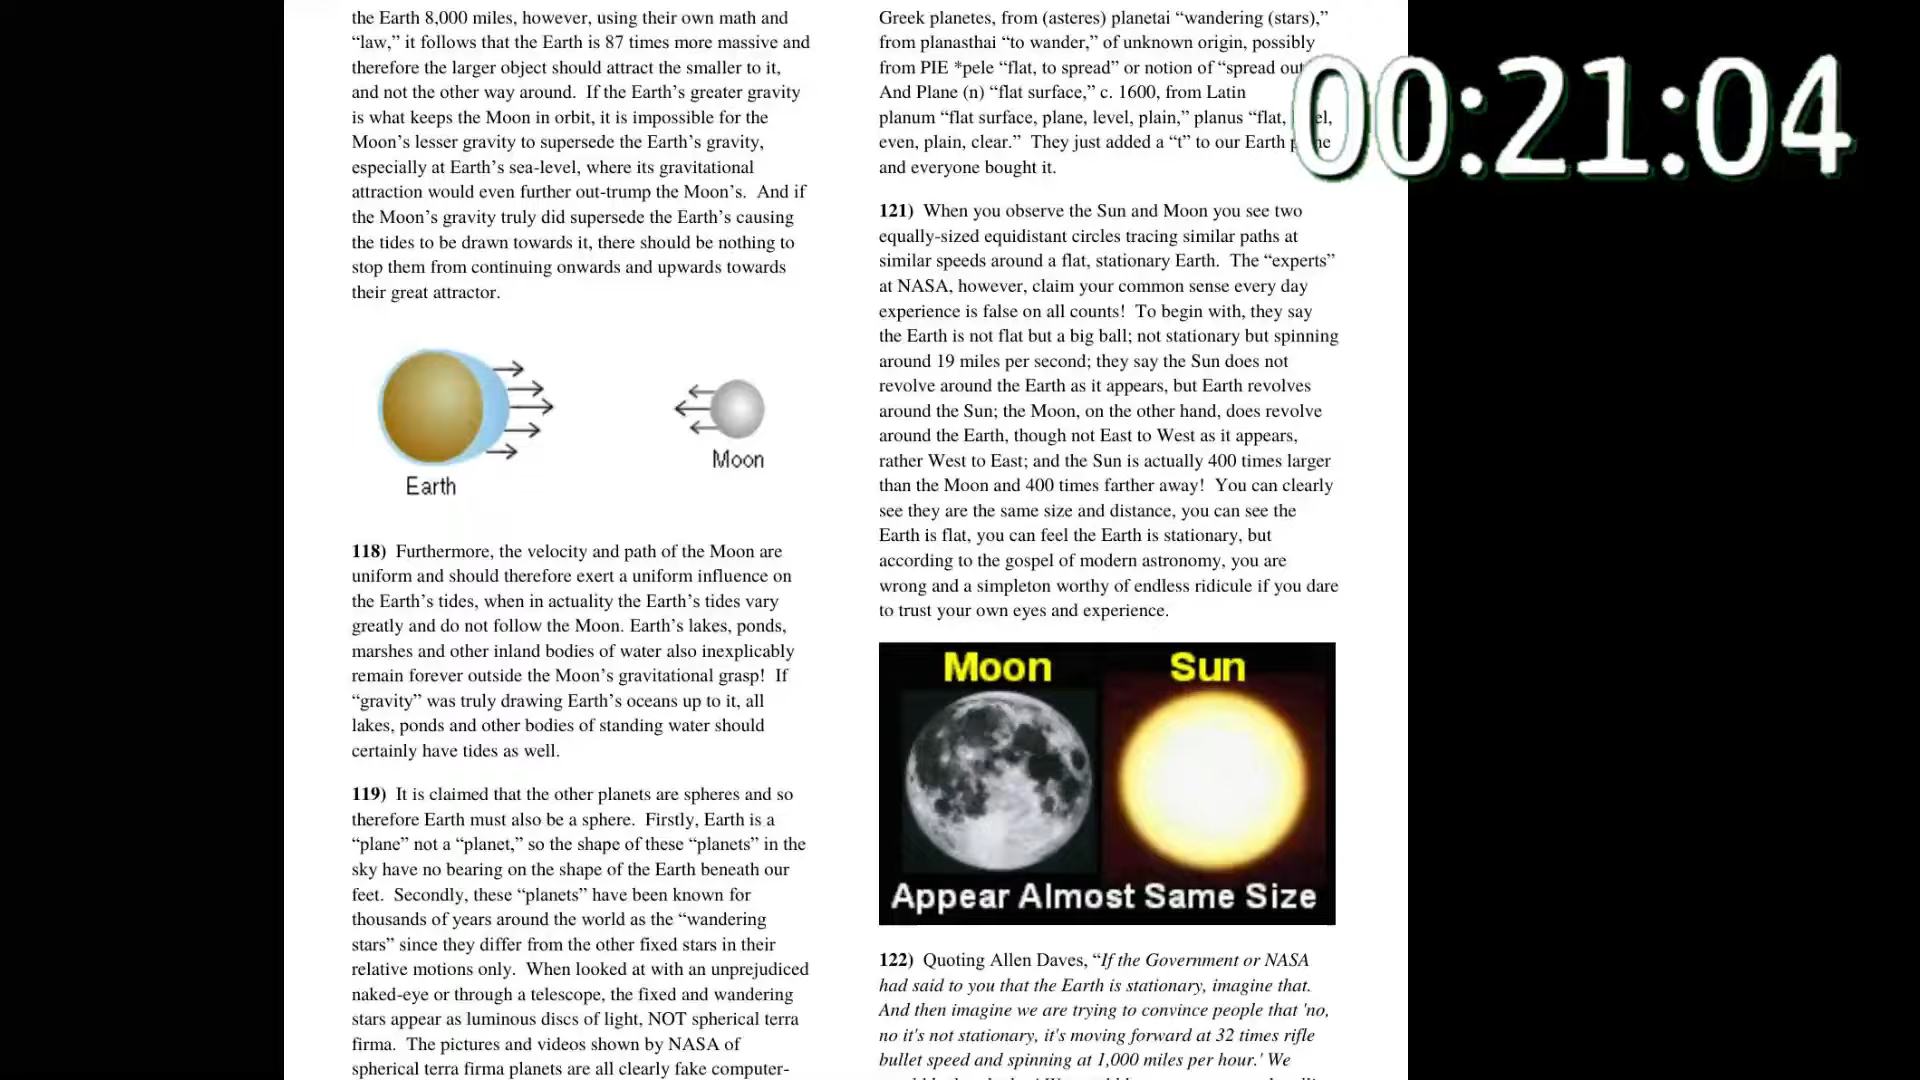 the Earth 8,000 miles, however, using their own math and
“law,” it follows that the Earth is 87 times more massive and
therefore the larger object should attract the smaller to it,
and not the other way around.  If the Earth’s greater gravity
is what keeps the Moon in orbit, it is impossible for the
Moon’s lesser gravity to supersede the Earth’s gravity,
especially at Earth’s sea-level, where its gravitational
attraction would even further out-trump the Moon’s.  And if
the Moon’s gravity truly did supersede the Earth’s causing
the tides to be drawn towards it, there should be nothing to
stop them from continuing onwards and upwards towards
their great attractor.
Earth
Moon
118)  Furthermore, the velocity and path of the Moon are
uniform and should therefore exert a uniform influence on
the Earth’s tides, when in actuality the Earth’s tides vary
greatly and do not follow the Moon. Earth’s lakes, ponds,
marshes and other inland bodies of water also inexplicably
remain forever outside the Moon’s gravitational grasp!  If
“gravity” was truly drawing Earth’s oceans up to it, all
lakes, ponds and other bodies of standing water should
certainly have tides as well.
119)  It is claimed that the other planets are spheres and so
therefore Earth must also be a sphere.  Firstly, Earth is a
“plane” not a “planet,” so the shape of these “planets” in the
sky have no bearing on the shape of the Earth beneath our
feet.  Secondly, these “planets” have been known for
thousands of years around the world as the “wandering
stars” since they differ from the other fixed stars in their
relative motions only.  When looked at with an unprejudiced
naked-eye or through a telescope, the fixed and wandering
stars appear as luminous discs of light, NOT spherical terra
firma.  The pictures and videos shown by NASA of
spherical terra firma planets are all clearly fake computer-
Greek planetes, from (asteres) planetai “wandering (stars),”
from planasthai “to wander,” of unknown origin, possibly
from PIE *pele “flat, to spread” or notion of “spread out
And Plane (n) “flat surface,” c. 1600, from Latin
planum “flat surface, plane, level, plain,” planus “flat,
even, plain, clear.”  They just added a “t” to our Earth
and everyone bought it.
00:21:04
121)  When you observe the Sun and Moon you see two
equally-sized equidistant circles tracing similar paths at
similar speeds around a flat, stationary Earth.  The “experts”
at NASA, however, claim your common sense every day
experience is false on all counts!  To begin with, they say
the Earth is not flat but a big ball; not stationary but spinning
around 19 miles per second; they say the Sun does not
revolve around the Earth as it appears, but Earth revolves
around the Sun; the Moon, on the other hand, does revolve
around the Earth, though not East to West as it appears,
rather West to East; and the Sun is actually 400 times larger
than the Moon and 400 times farther away!  You can clearly
see they are the same size and distance, you can see the
Earth is flat, you can feel the Earth is stationary, but
according to the gospel of modern astronomy, you are
wrong and a simpleton worthy of endless ridicule if you dare
to trust your own eyes and experience.
Moon Sun
Appear Almost Same Size
122)  Quoting Allen Daves, “If the Government or NASA
had said to you that the Earth is stationary, imagine that.
And then imagine we are trying to convince people that 'no,
no it's not stationary, it's moving forward at 32 times rifle
bullet speed and spinning at 1,000 miles per hour.' We